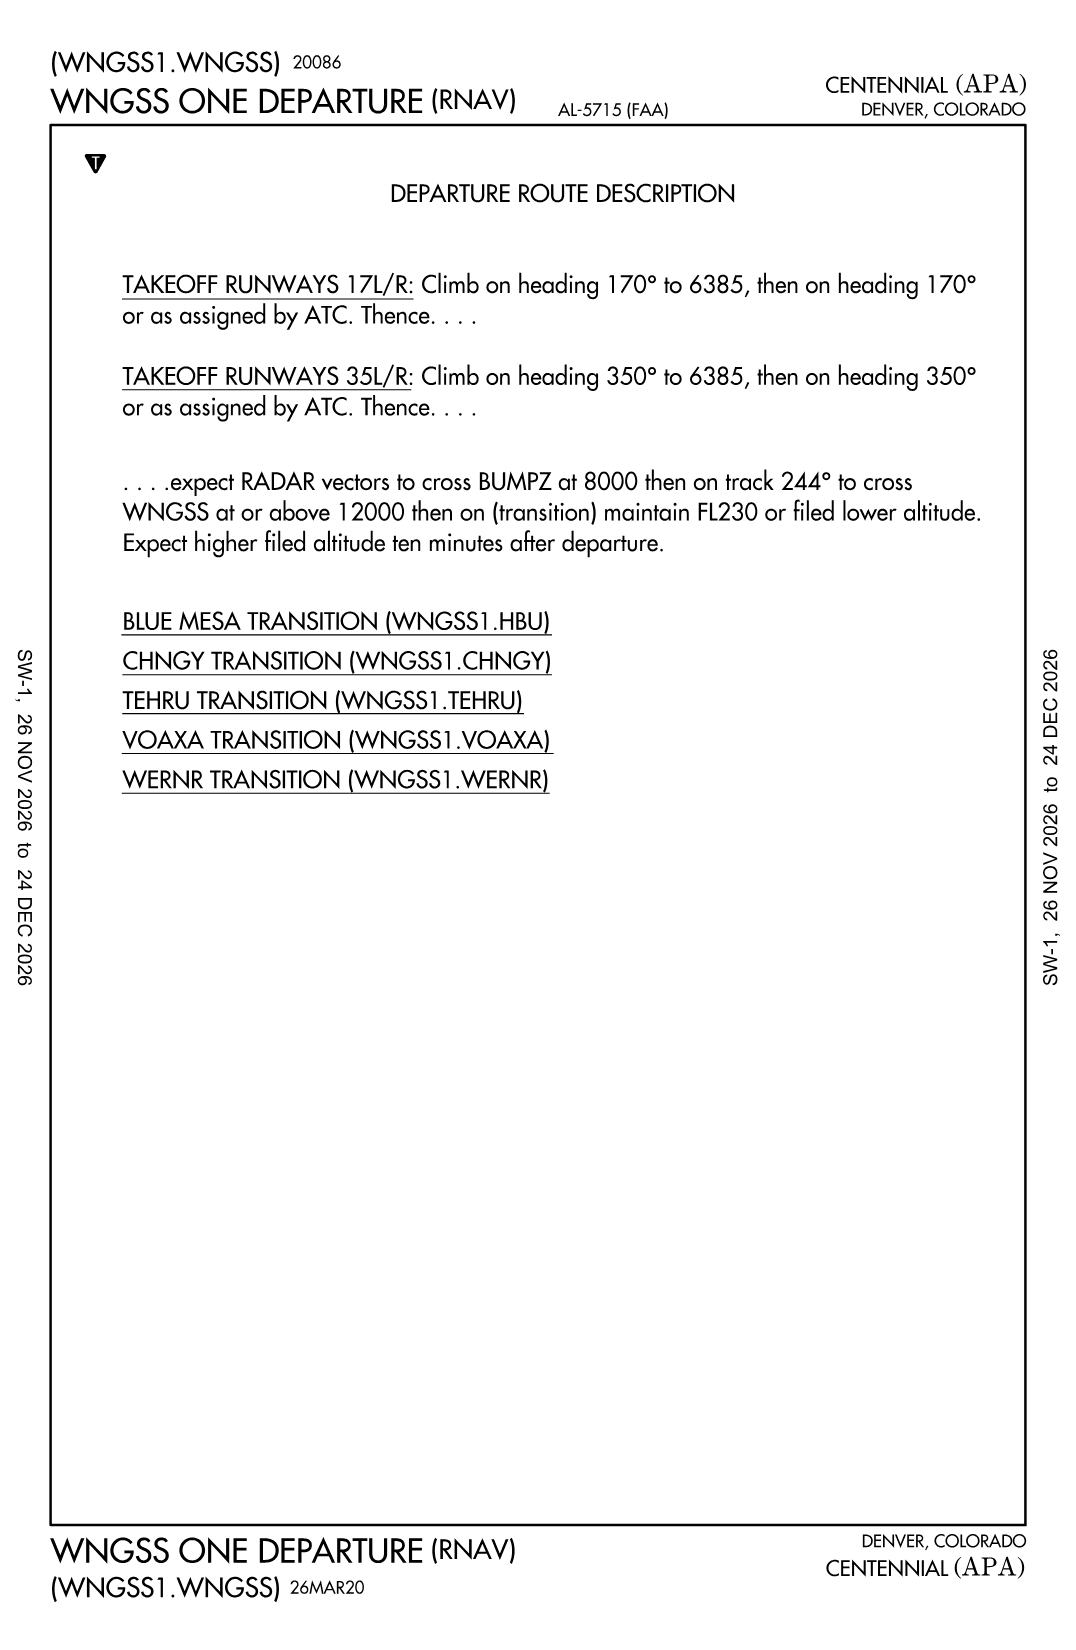 (WNGSS1.WNGSS) 20086
WNGSS ONE DEPARTURE (RNAV)
AL-5715 (FAA)
CENTENNIAL (APA)
DENVER, COLORADO
T
DEPARTURE ROUTE DESCRIPTION
TAKEOFF RUNWAYS 17L/R: Climb on heading 170° to 6385, then on heading 170°
or as assigned by ATC. Thence. . . .
TAKEOFF RUNWAYS 35L/R: Climb on heading 350° to 6385, then on heading 350°
or as assigned by ATC. Thence. . . .
. . . .expect RADAR vectors to cross BUMPZ at 8000 then on track 244° to cross
WNGSS at or above 12000 then on (transition) maintain FL230 or filed lower altitude.
Expect higher filed altitude ten minutes after departure.
BLUE MESA TRANSITION (WNGSS1.HBU)
CHNGY TRANSITION (WNGSS1.CHNGY)
TEHRU TRANSITION (WNGSS1.TEHRU)
VOAXA TRANSITION (WNGSS1.VOAXA)
WERNR TRANSITION (WNGSS1.WERNR)
SW-1, 26 NOV 2026 to 24 DEC 2026
SW-1, 26 NOV 2026 to 24 DEC 2026
WNGSS ONE DEPARTURE (RNAV)
(WNGSS1.WNGSS) 26MAR20
DENVER, COLORADO
CENTENNIAL (APA)